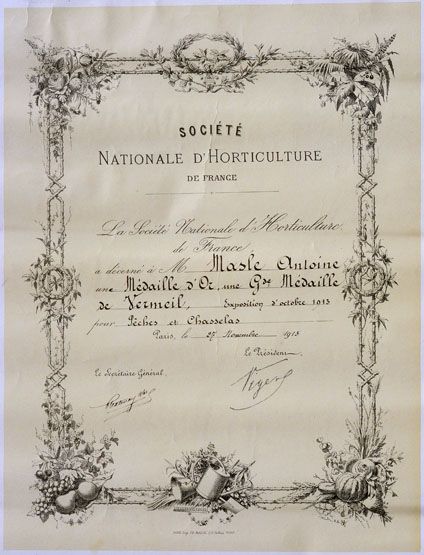 SOCIÉTÉ
NATIONALE D'HORTICULTURE
DE FRANCE
La Société Nationale d'Horticulture
de France,
a décerné à M Masle Antoine
une Médaille d'Or, une Gde Médaille
de Vermeil, Exposition d'octobre 1913
pour Pêches et Chasselas
Paris, le 27 Novembre 1913
Le Président
Le Secrétaire Général,
Viger